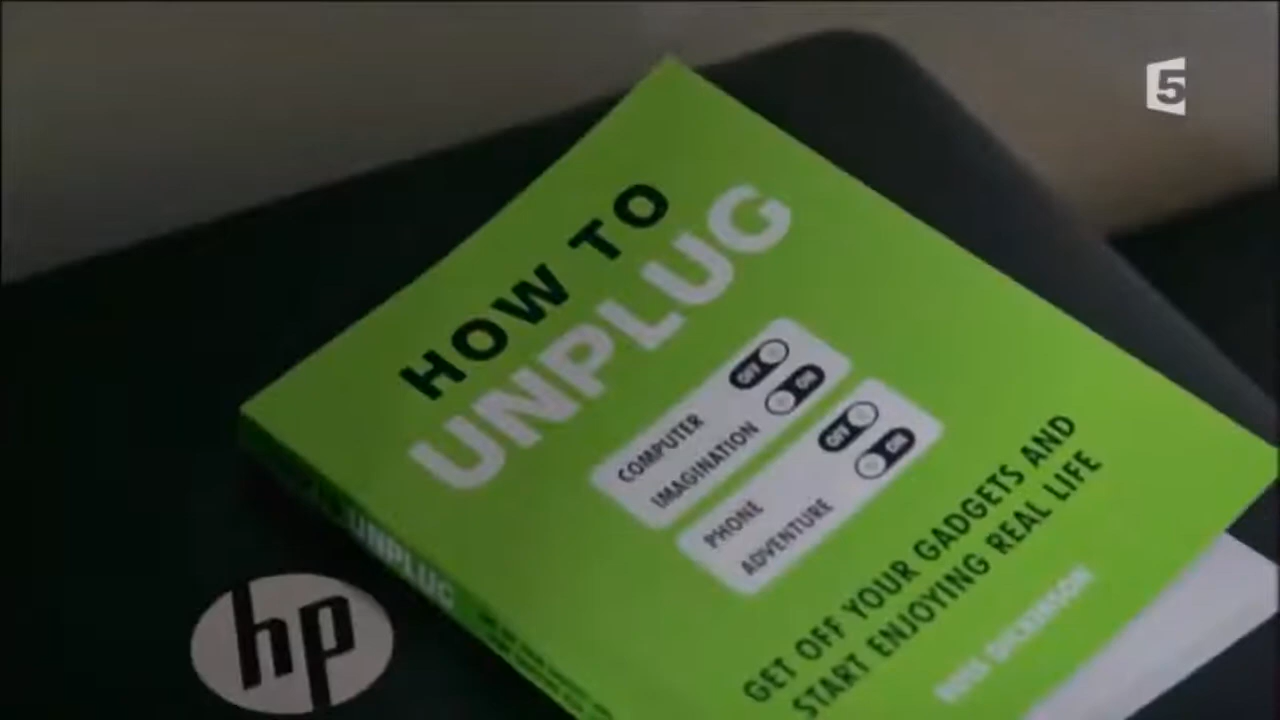 5
HOW TO
UNPLUG
COMPUTER OFF
IMAGINATION ON
PHONE OFF
ADVENTURE ON
GET OFF YOUR GADGETS AND
START ENJOYING REAL LIFE
DICKENSON
UNPLUG
hp